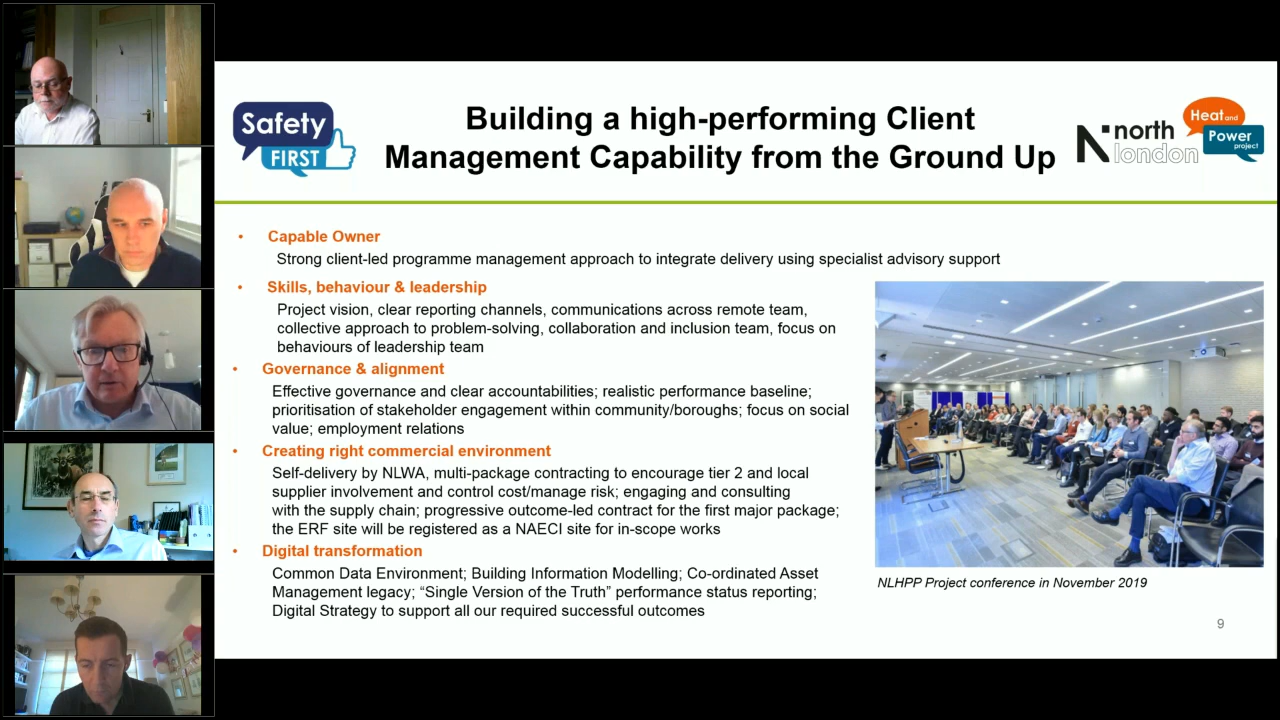 Safety
FIRST
Building a high-performing Client
Management Capability from the Ground Up
north
london
Heat and
Power
project
• Capable Owner
Strong client-led programme management approach to integrate delivery using specialist advisory support
• Skills, behaviour & leadership
Project vision, clear reporting channels, communications across remote team,
collective approach to problem-solving, collaboration and inclusion team, focus on
behaviours of leadership team
• Governance & alignment
Effective governance and clear accountabilities; realistic performance baseline;
prioritisation of stakeholder engagement within community/boroughs; focus on social
value; employment relations
• Creating right commercial environment
Self-delivery by NLWA, multi-package contracting to encourage tier 2 and local
supplier involvement and control cost/manage risk; engaging and consulting
with the supply chain; progressive outcome-led contract for the first major package;
the ERF site will be registered as a NAECI site for in-scope works
• Digital transformation
Common Data Environment; Building Information Modelling; Co-ordinated Asset
Management legacy; “Single Version of the Truth” performance status reporting;
Digital Strategy to support all our required successful outcomes
NLHPP Project conference in November 2019
9